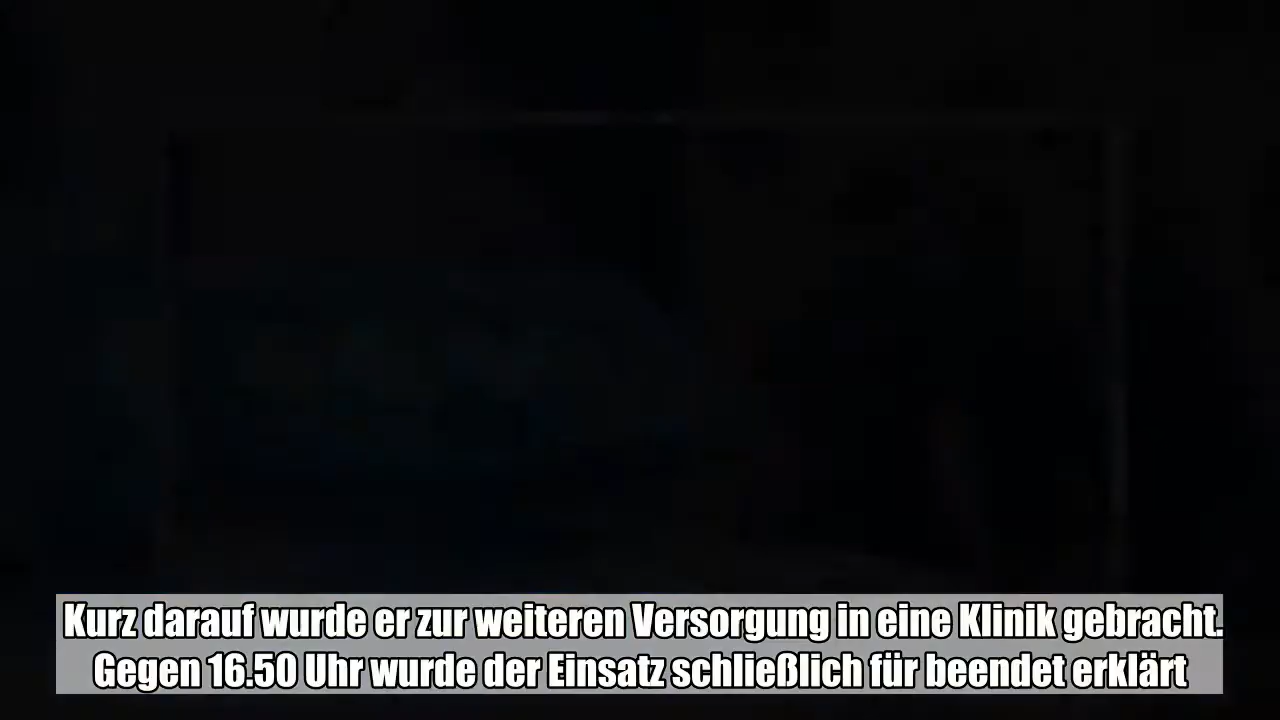 Kurz darauf wurde er zur weiteren Versorgung in eine Klinik gebracht.
Gegen 16.50 Uhr wurde der Einsatz schließlich für beendet erklärt